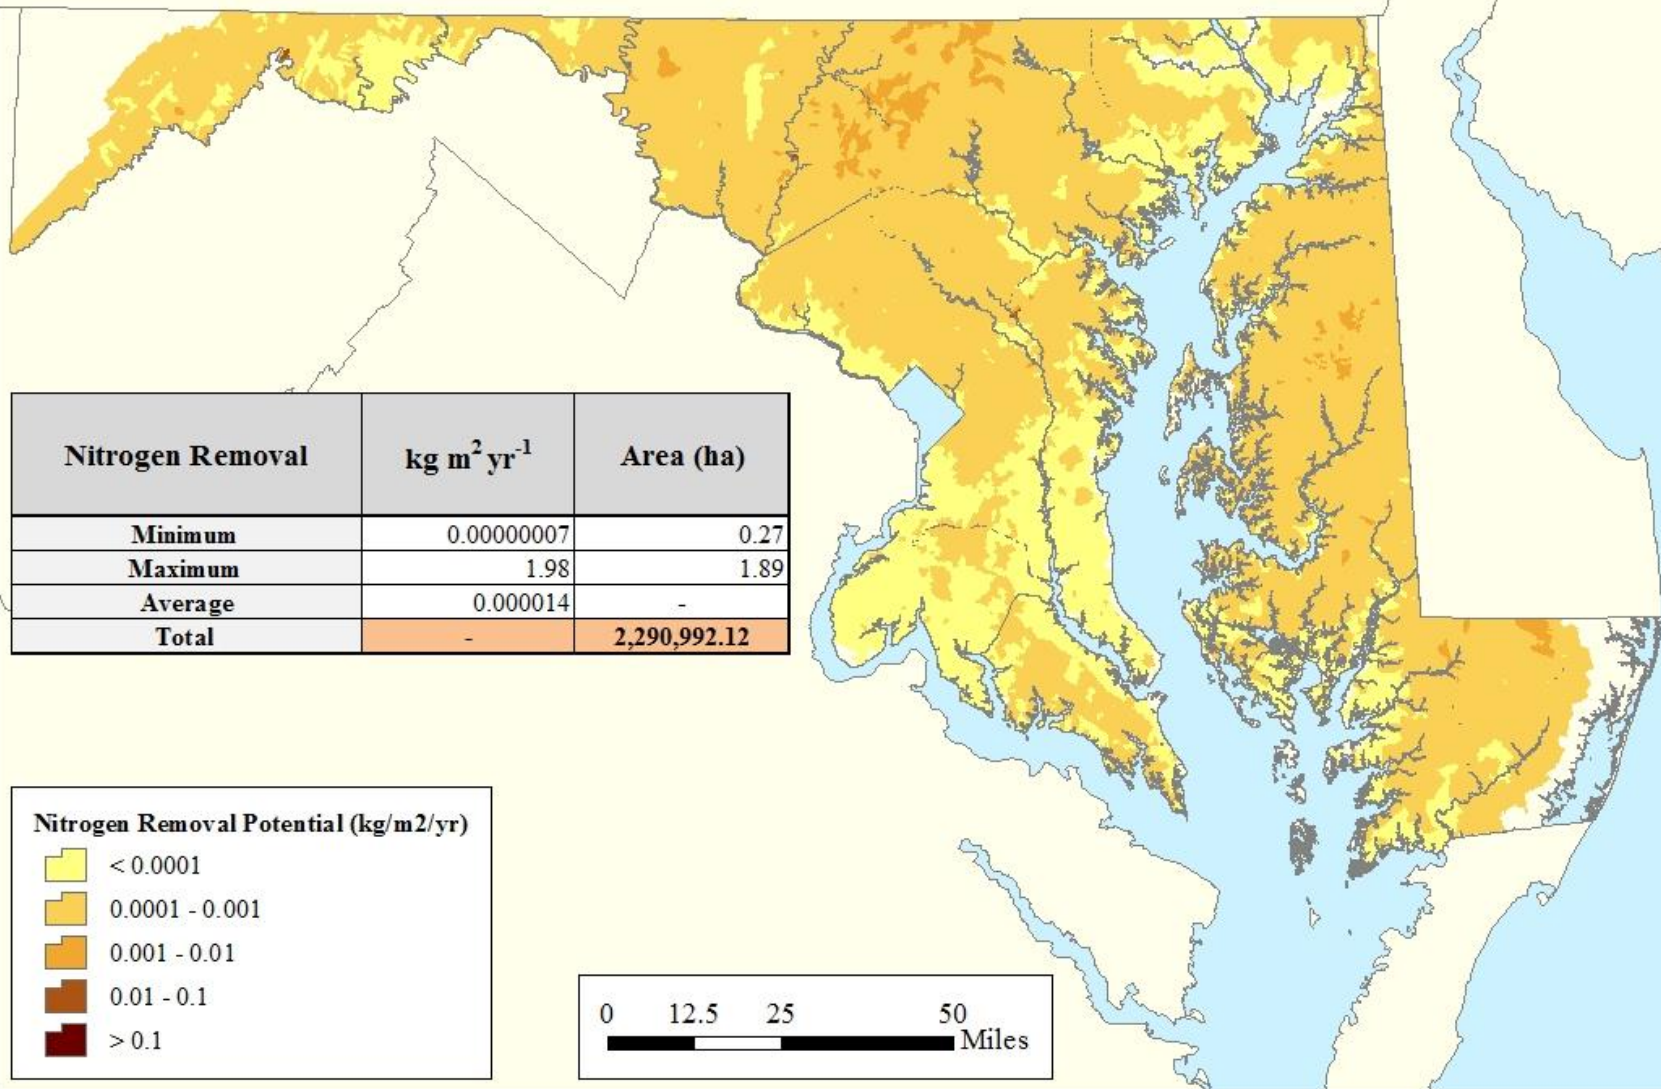 Nitrogen Removal kg m² yr⁻¹ Area (ha)
Minimum 0.00000007 0.27
Maximum 1.98 1.89
Average 0.000014 -
Total - 2,290,992.12
Nitrogen Removal Potential (kg/m2/yr)
< 0.0001
0.0001 - 0.001
0.001 - 0.01
0.01 - 0.1
> 0.1
0 12.5 25 50
Miles